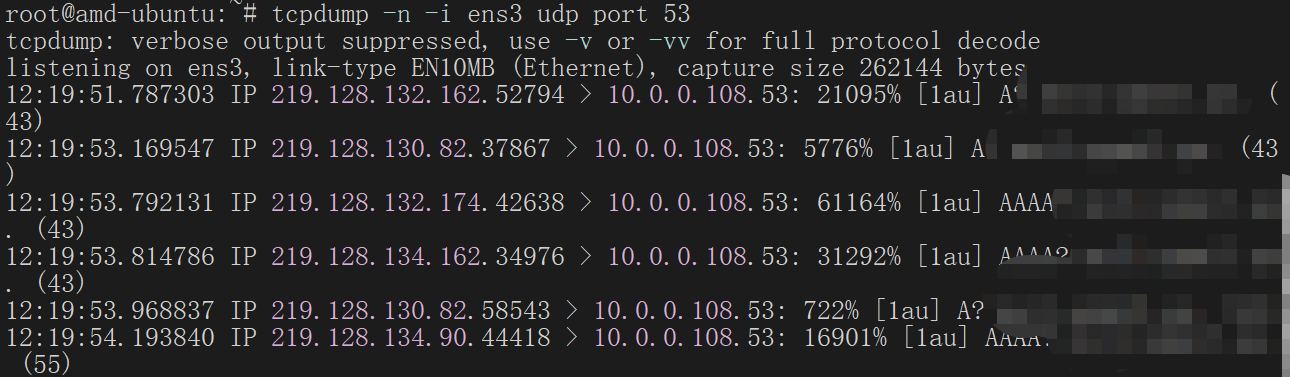 root@amd-ubuntu:~# tcpdump -n -i ens3 udp port 53
tcpdump: verbose output suppressed, use -v or -vv for full protocol decode
listening on ens3, link-type EN10MB (Ethernet), capture size 262144 bytes
12:19:51.787303 IP 219.128.132.162.52794 > 10.0.0.108.53: 21095% [1au] A? (
43)
12:19:53.169547 IP 219.128.130.82.37867 > 10.0.0.108.53: 5776% [1au] A (43
)
12:19:53.792131 IP 219.128.132.174.42638 > 10.0.0.108.53: 61164% [1au] AAAA
. (43)
12:19:53.814786 IP 219.128.134.162.34976 > 10.0.0.108.53: 31292% [1au] AAAA?
. (43)
12:19:53.968837 IP 219.128.130.82.58543 > 10.0.0.108.53: 722% [1au] A?
12:19:54.193840 IP 219.128.134.90.44418 > 10.0.0.108.53: 16901% [1au] AAAA?
(55)